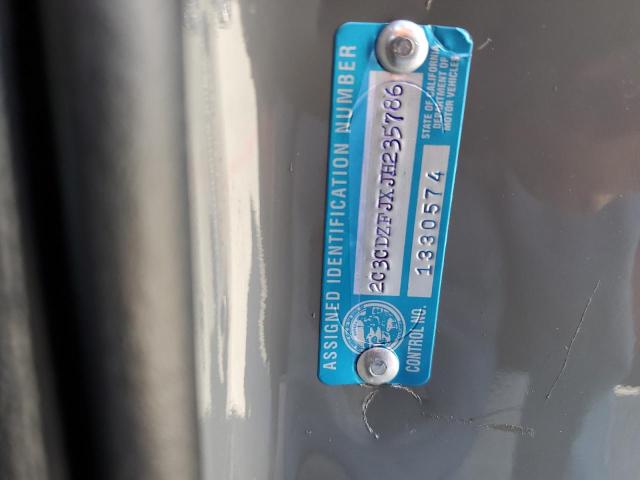 ASSIGNED IDENTIFICATION NUMBER
2C3CDZFJXJH235786
STATE OF CALIFORNIA
DEPARTMENT OF
MOTOR VEHICLES
CONTROL NO. 1330574